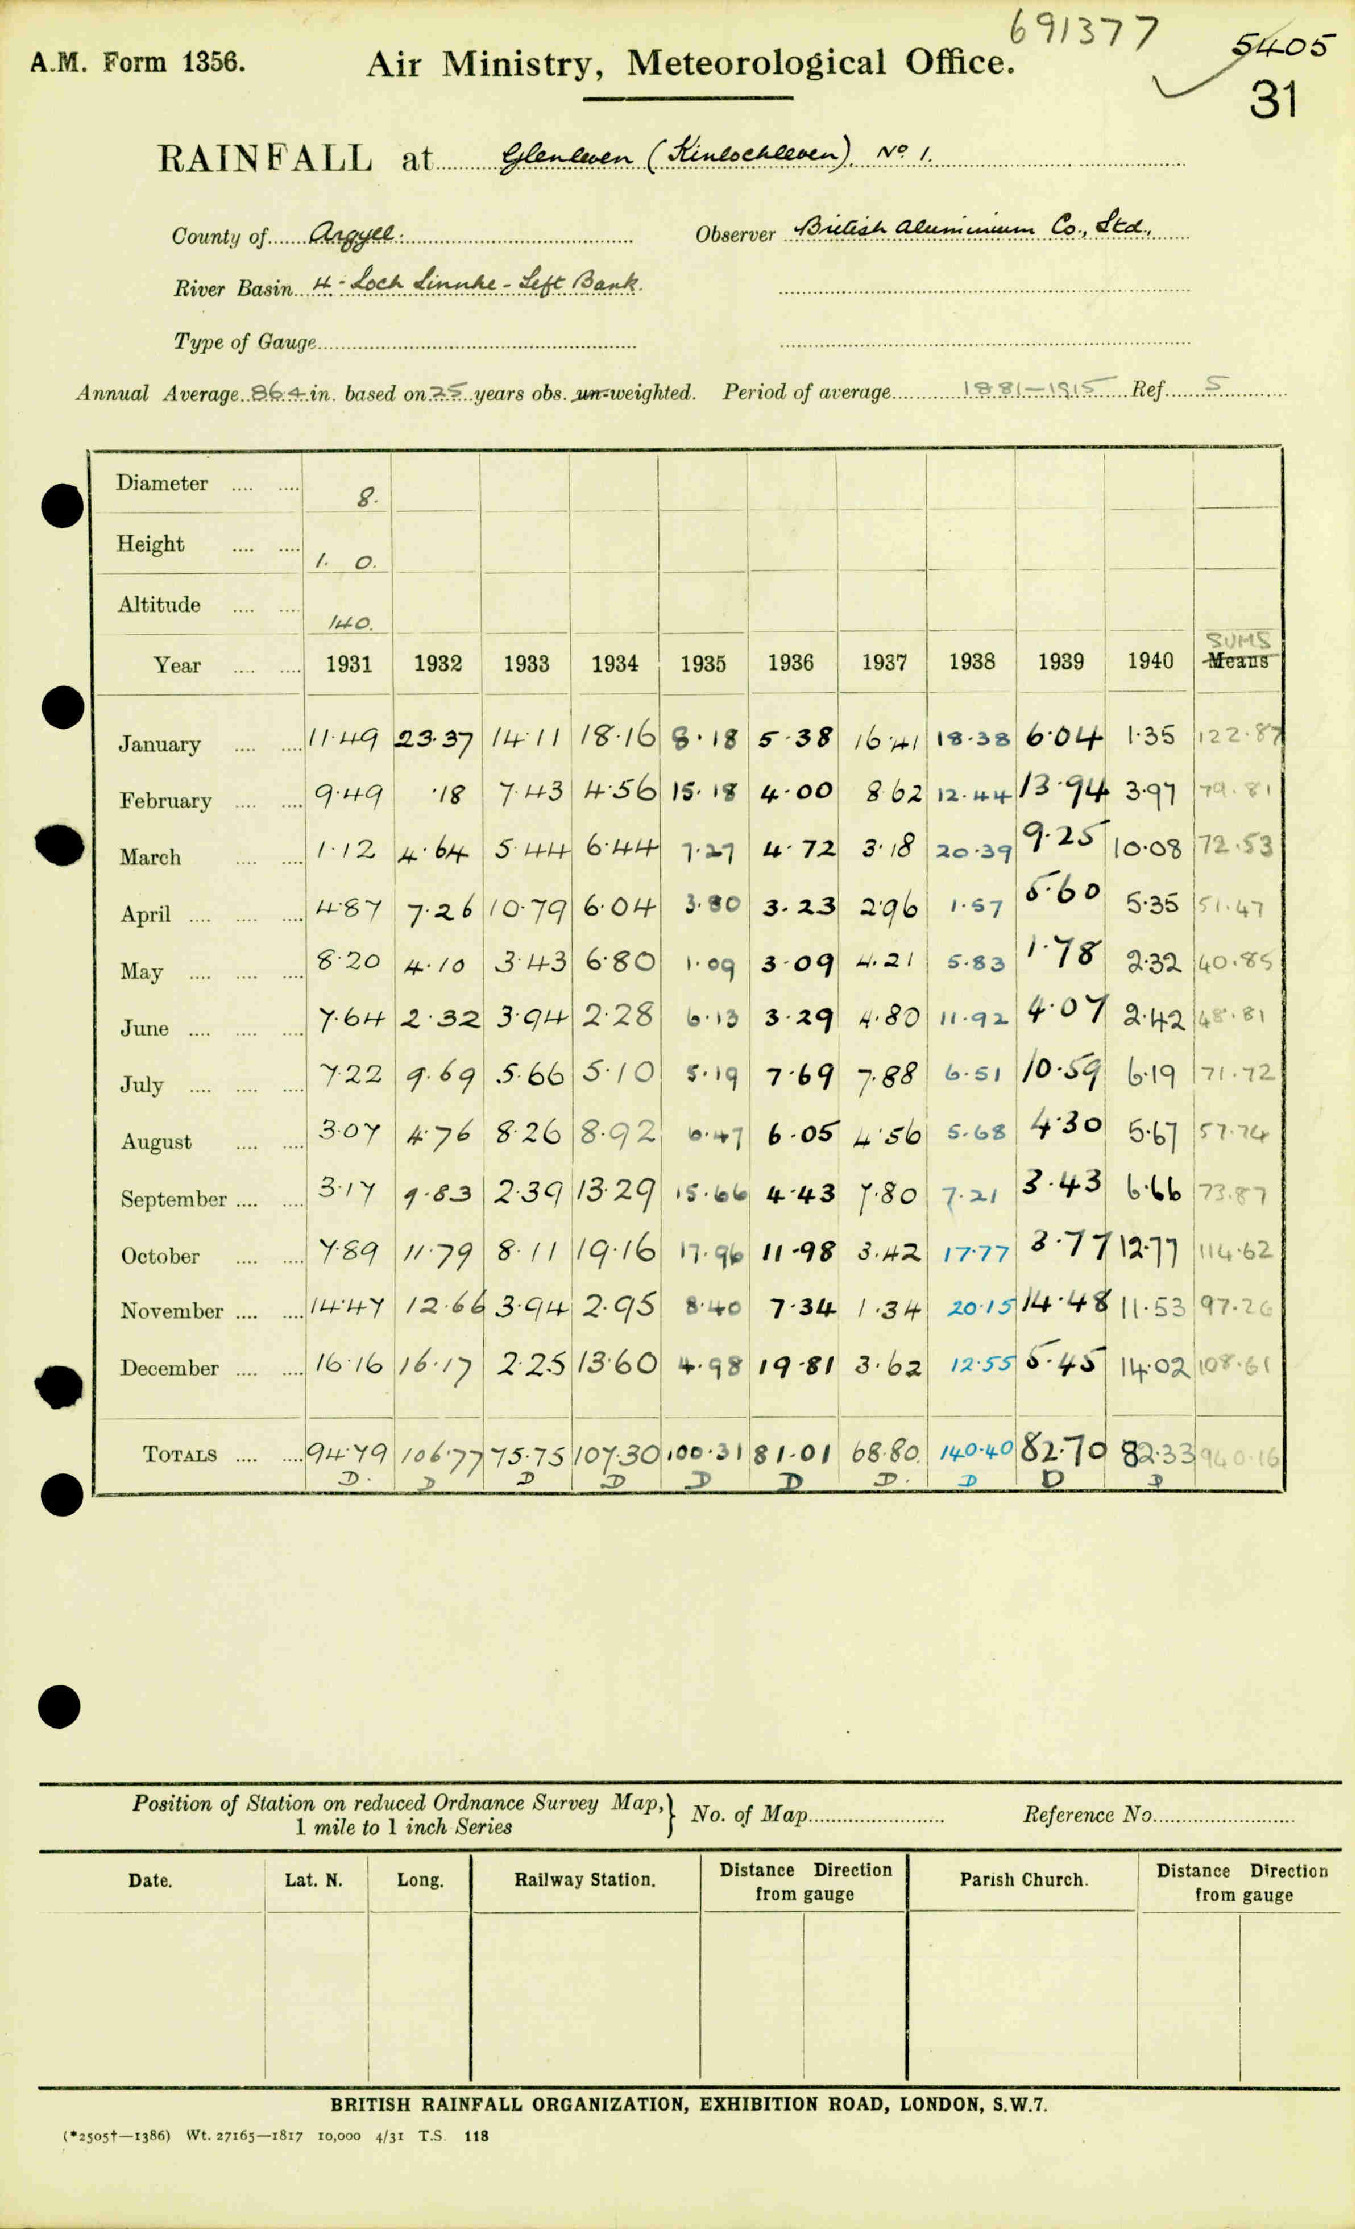 691377
5405
A.M. Form 1356. Air Ministry, Meteorological Office.
31
RAINFALL at Glenleven (Kinlochleven) No 1.
County of Argyll. Observer British Aluminium Co., Ltd.,
River Basin 4 - Loch Linnhe - Left Bank.
Type of Gauge
Annual Average 86.4 in. based on 25 years obs. un-weighted. Period of average 1881-1915 Ref. 5
Diameter .... .... 8.
Height .... .... 1. 0.
Altitude .... .... 140.
SUMS
Year .... .... 1931 1932 1933 1934 1935 1936 1937 1938 1939 1940 Means
January .... .... 11.49 23.37 14.11 18.16 8.18 5.38 16.41 18.38 6.04 1.35 122.87
February .... .... 9.49 .18 7.43 4.56 15.18 4.00 8.62 12.44 13.94 3.97 79.81
March .... .... 1.12 4.64 5.44 6.44 7.27 4.72 3.18 20.39 9.25 10.08 72.53
April .... .... .... 4.87 7.26 10.79 6.04 3.80 3.23 2.96 1.57 5.60 5.35 51.47
May .... .... .... 8.20 4.10 3.43 6.80 1.09 3.09 4.21 5.83 1.78 2.32 40.85
June .... .... .... 7.64 2.32 3.94 2.28 6.13 3.29 4.80 11.92 4.07 2.42 48.81
July .... .... .... 7.22 9.69 5.66 5.10 5.19 7.69 7.88 6.51 10.59 6.19 71.72
August .... .... 3.07 4.76 8.26 8.92 6.47 6.05 4.56 5.68 4.30 5.67 57.74
September .... .... 3.17 9.83 2.39 13.29 15.66 4.43 7.80 7.21 3.43 6.66 73.87
October .... .... 7.89 11.79 8.11 19.16 17.96 11.98 3.42 17.77 3.77 12.77 114.62
November .... .... 14.47 12.66 3.94 2.95 8.40 7.34 1.34 20.15 14.48 11.53 97.26
December .... .... 16.16 16.17 2.25 13.60 4.98 19.81 3.62 12.55 5.45 14.02 108.61
TOTALS .... .... 94.79 106.77 75.75 107.30 100.31 81.01 68.80. 140.40 82.70 82.33 940.16
D. D D D D D D. D D D
Position of Station on reduced Ordnance Survey Map, } No. of Map Reference No.
1 mile to 1 inch Series
Date. Lat. N. Long. Railway Station. Distance Direction Parish Church. Distance Direction
from gauge from gauge
BRITISH RAINFALL ORGANIZATION, EXHIBITION ROAD, LONDON, S.W.7.
(*2505†—1386) Wt. 27165—1817 10,000 4/31 T.S. 118